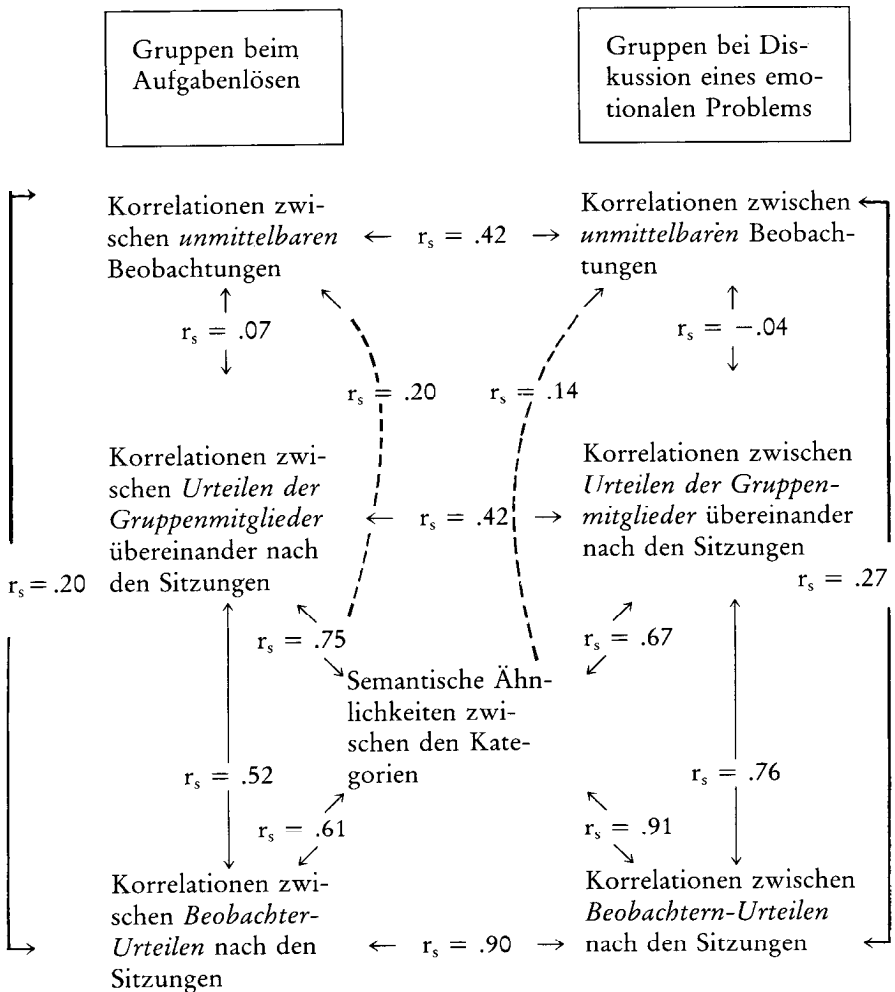 Gruppen beim
Aufgabenlösen
Gruppen bei Dis-
kussion eines emo-
tionalen Problems
Korrelationen zwi-
schen unmittelbaren
Beobachtungen
← r_s = .42 →
Korrelationen zwischen
unmittelbaren Beobach-
tungen
r_s = .07
r_s = -.04
r_s = .20
r_s = .14
Korrelationen zwi-
schen Urteilen der
Gruppenmitglieder
übereinander nach
den Sitzungen
← r_s = .42 →
Korrelationen zwischen
Urteilen der Gruppen-
mitglieder übereinander
nach den Sitzungen
r_s = .20
r_s = .27
r_s = .75
r_s = .67
Semantische Ähn-
lichkeiten zwi-
schen den Kate-
gorien
r_s = .52
r_s = .76
r_s = .61
r_s = .91
Korrelationen zwi-
schen Beobachter-
Urteilen nach den
Sitzungen
← r_s = .90 →
Korrelationen zwischen
Beobachtern-Urteilen
nach den Sitzungen